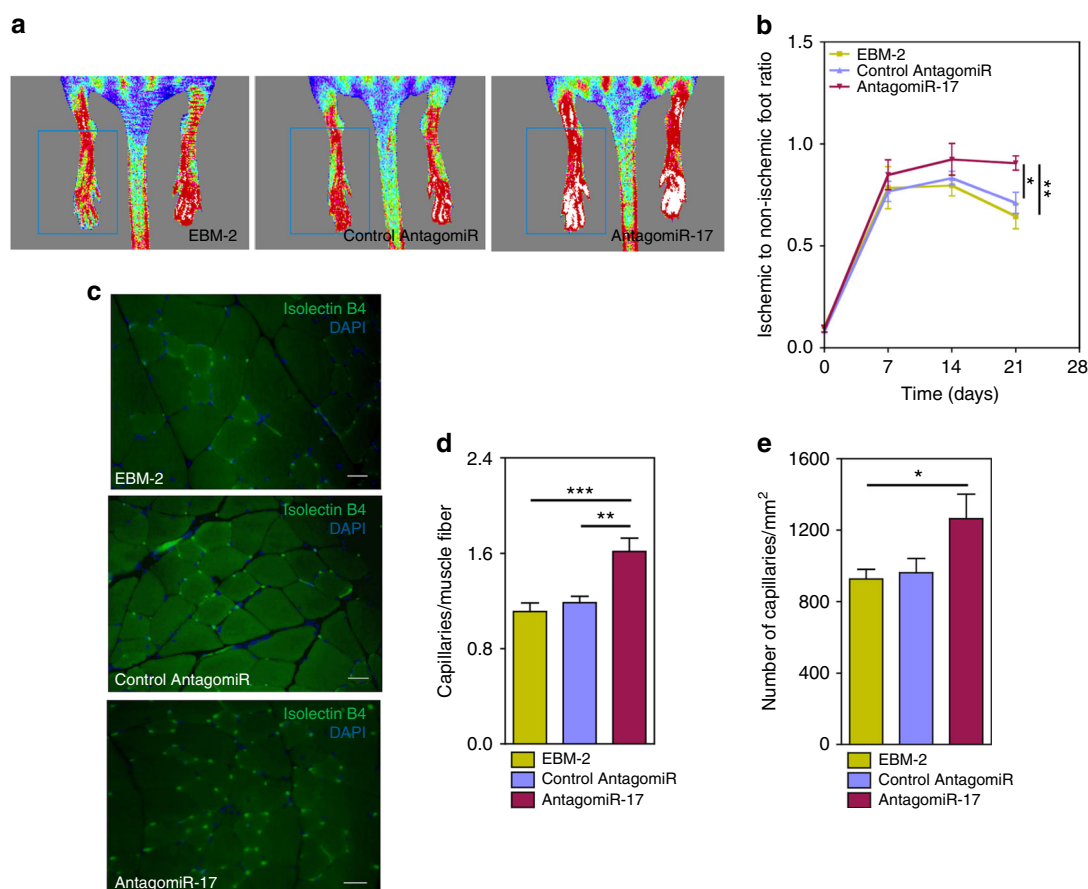 a
EBM-2
Control AntagomiR
AntagomiR-17
b
Ischemic to non-ischemic foot ratio
1.5
1.0
0.5
0.0
EBM-2
Control AntagomiR
AntagomiR-17
*
**
0
7
14
21
28
Time (days)
c
Isolectin B4
DAPI
EBM-2
Isolectin B4
DAPI
Control AntagomiR
Isolectin B4
DAPI
AntagomiR-17
d
Capillaries/muscle fiber
2.4
1.6
0.8
0.0
***
**
EBM-2
Control AntagomiR
AntagomiR-17
e
Number of capillaries/mm²
1600
1200
800
400
0
*
EBM-2
Control AntagomiR
AntagomiR-17